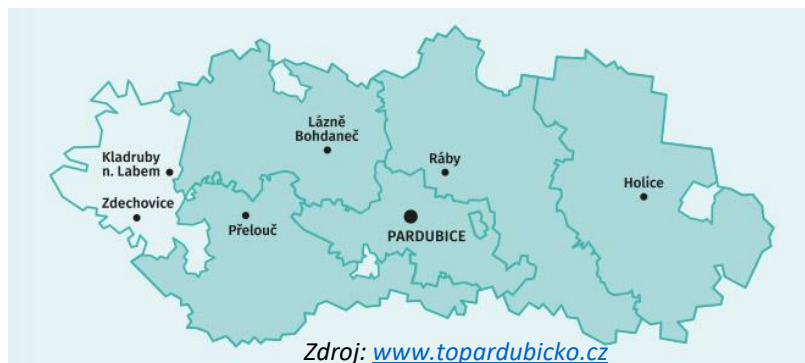 Lázně
Bohdaneč
Kladruby
n. Labem
Ráby
Holice
Zdechovice
Přelouč
PARDUBICE
Zdroj: www.topardubicko.cz